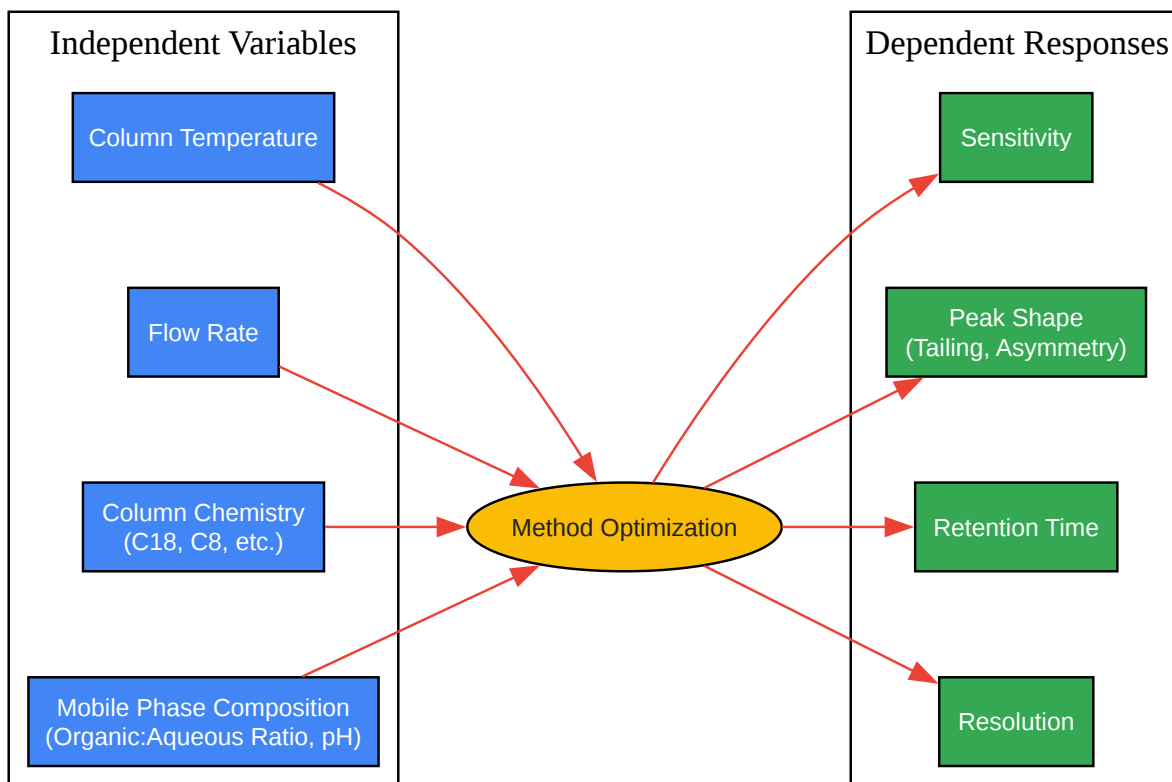 Independent Variables
Column Temperature
Flow Rate
Column Chemistry
(C18, C8, etc.)
Mobile Phase Composition
(Organic:Aqueous Ratio, pH)
Method Optimization
Dependent Responses
Sensitivity
Peak Shape
(Tailing, Asymmetry)
Retention Time
Resolution